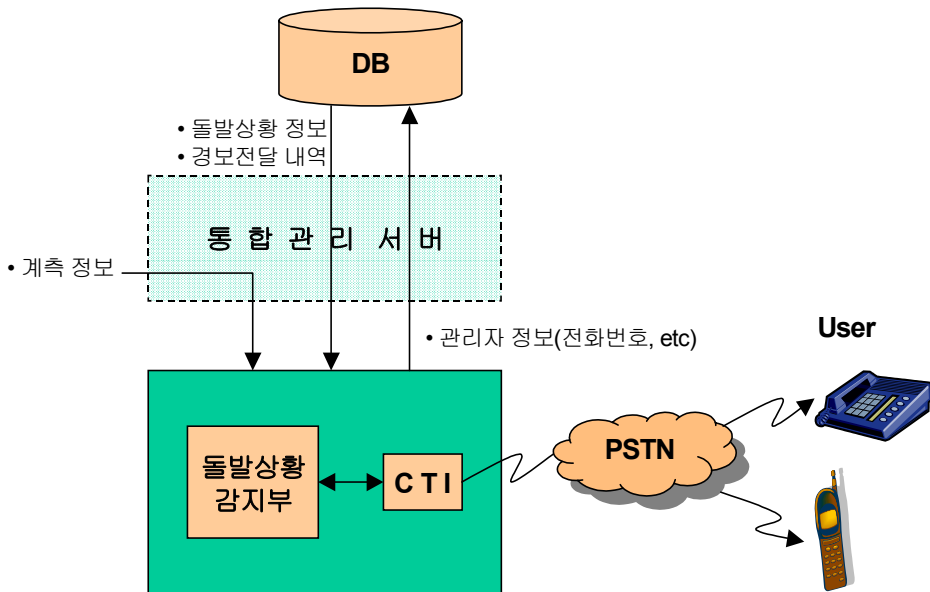 DB
• 돌발상황 정보
• 경보전달 내역
통 합 관 리 서 버
• 계측 정보
• 관리자 정보(전화번호, etc)
User
돌발상황
감지부
C T I
PSTN